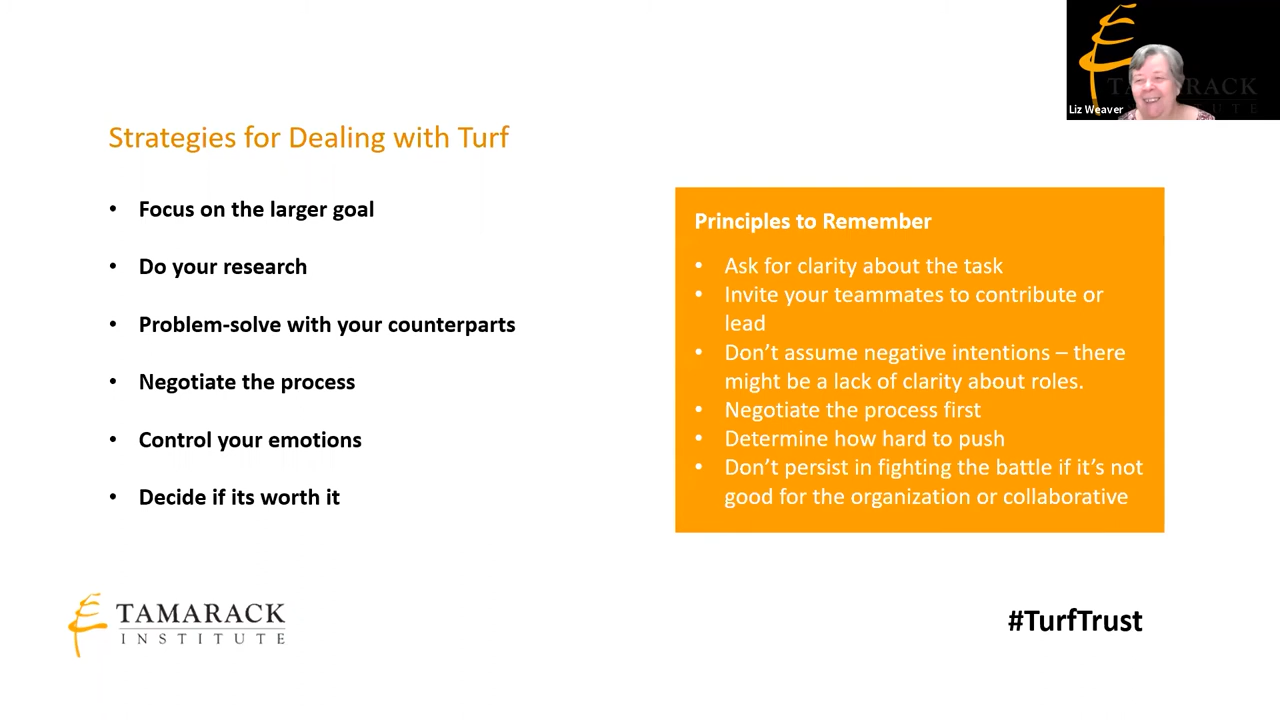 TAMARACK
INSTITUTE
Liz Weaver
Strategies for Dealing with Turf
• Focus on the larger goal
• Do your research
• Problem-solve with your counterparts
• Negotiate the process
• Control your emotions
• Decide if its worth it
Principles to Remember
• Ask for clarity about the task
• Invite your teammates to contribute or
lead
• Don’t assume negative intentions – there
might be a lack of clarity about roles.
• Negotiate the process first
• Determine how hard to push
• Don’t persist in fighting the battle if it’s not
good for the organization or collaborative
TAMARACK
INSTITUTE
#TurfTrust